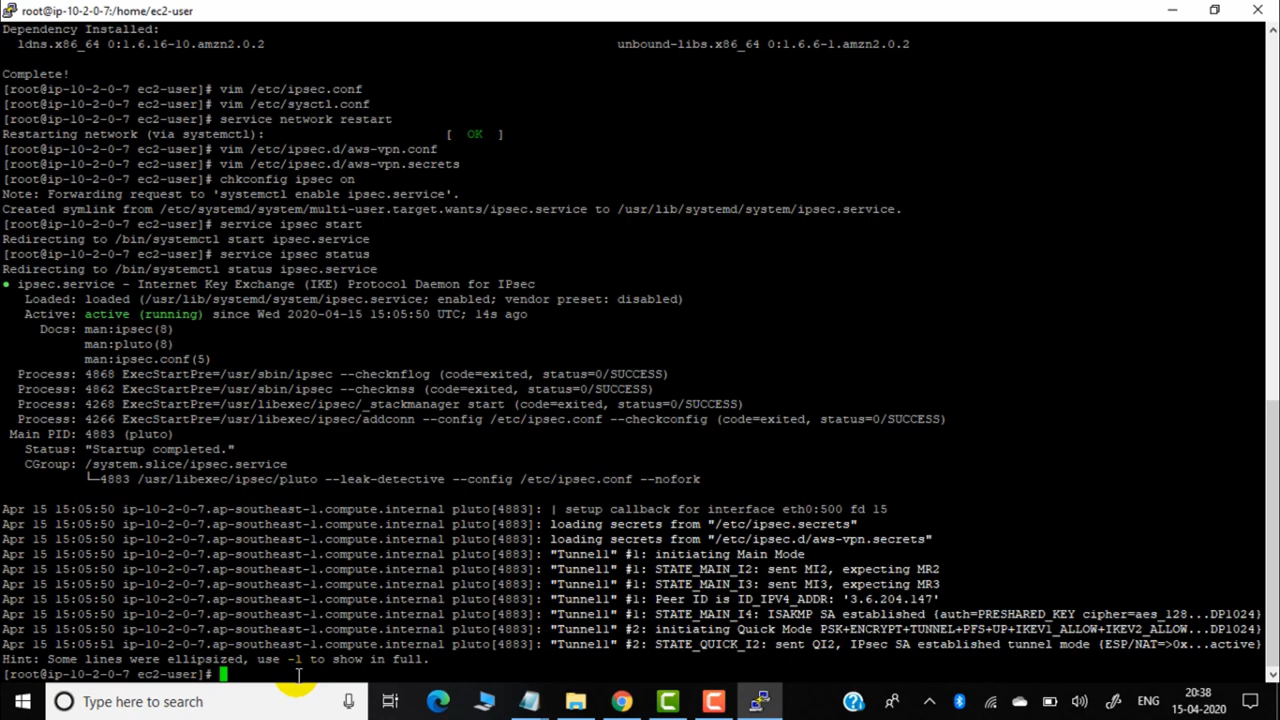 root@ip-10-2-0-7:/home/ec2-user
Dependency Installed:
  ldns.x86_64 0:1.6.16-10.amzn2.0.2                                               unbound-libs.x86_64 0:1.6.6-1.amzn2.0.2
Complete!
[root@ip-10-2-0-7 ec2-user]# vim /etc/ipsec.conf
[root@ip-10-2-0-7 ec2-user]# vim /etc/sysctl.conf
[root@ip-10-2-0-7 ec2-user]# service network restart
Restarting network (via systemctl):                        [  OK  ]
[root@ip-10-2-0-7 ec2-user]# vim /etc/ipsec.d/aws-vpn.conf
[root@ip-10-2-0-7 ec2-user]# vim /etc/ipsec.d/aws-vpn.secrets
[root@ip-10-2-0-7 ec2-user]# chkconfig ipsec on
Note: Forwarding request to 'systemctl enable ipsec.service'.
Created symlink from /etc/systemd/system/multi-user.target.wants/ipsec.service to /usr/lib/systemd/system/ipsec.service.
[root@ip-10-2-0-7 ec2-user]# service ipsec start
Redirecting to /bin/systemctl start ipsec.service
[root@ip-10-2-0-7 ec2-user]# service ipsec status
Redirecting to /bin/systemctl status ipsec.service
● ipsec.service - Internet Key Exchange (IKE) Protocol Daemon for IPsec
   Loaded: loaded (/usr/lib/systemd/system/ipsec.service; enabled; vendor preset: disabled)
   Active: active (running) since Wed 2020-04-15 15:05:50 UTC; 14s ago
     Docs: man:ipsec(8)
           man:pluto(8)
           man:ipsec.conf(5)
  Process: 4868 ExecStartPre=/usr/sbin/ipsec --checknflog (code=exited, status=0/SUCCESS)
  Process: 4862 ExecStartPre=/usr/sbin/ipsec --checknss (code=exited, status=0/SUCCESS)
  Process: 4268 ExecStartPre=/usr/libexec/ipsec/_stackmanager start (code=exited, status=0/SUCCESS)
  Process: 4266 ExecStartPre=/usr/libexec/ipsec/addconn --config /etc/ipsec.conf --checkconfig (code=exited, status=0/SUCCESS)
 Main PID: 4883 (pluto)
   Status: "Startup completed."
   CGroup: /system.slice/ipsec.service
           └─4883 /usr/libexec/ipsec/pluto --leak-detective --config /etc/ipsec.conf --nofork
Apr 15 15:05:50 ip-10-2-0-7.ap-southeast-1.compute.internal pluto[4883]: | setup callback for interface eth0:500 fd 15
Apr 15 15:05:50 ip-10-2-0-7.ap-southeast-1.compute.internal pluto[4883]: loading secrets from "/etc/ipsec.secrets"
Apr 15 15:05:50 ip-10-2-0-7.ap-southeast-1.compute.internal pluto[4883]: loading secrets from "/etc/ipsec.d/aws-vpn.secrets"
Apr 15 15:05:50 ip-10-2-0-7.ap-southeast-1.compute.internal pluto[4883]: "Tunnel1" #1: initiating Main Mode
Apr 15 15:05:50 ip-10-2-0-7.ap-southeast-1.compute.internal pluto[4883]: "Tunnel1" #1: STATE_MAIN_I2: sent MI2, expecting MR2
Apr 15 15:05:50 ip-10-2-0-7.ap-southeast-1.compute.internal pluto[4883]: "Tunnel1" #1: STATE_MAIN_I3: sent MI3, expecting MR3
Apr 15 15:05:50 ip-10-2-0-7.ap-southeast-1.compute.internal pluto[4883]: "Tunnel1" #1: Peer ID is ID_IPV4_ADDR: '3.6.204.147'
Apr 15 15:05:50 ip-10-2-0-7.ap-southeast-1.compute.internal pluto[4883]: "Tunnel1" #1: STATE_MAIN_I4: ISAKMP SA established {auth=PRESHARED_KEY cipher=aes_128...DP1024}
Apr 15 15:05:50 ip-10-2-0-7.ap-southeast-1.compute.internal pluto[4883]: "Tunnel1" #2: initiating Quick Mode PSK+ENCRYPT+TUNNEL+PFS+UP+IKEV1_ALLOW+IKEV2_ALLOW+...DP1024}
Apr 15 15:05:51 ip-10-2-0-7.ap-southeast-1.compute.internal pluto[4883]: "Tunnel1" #2: STATE_QUICK_I2: sent QI2, IPsec SA established tunnel mode {ESP/NAT=>0x...active}
Hint: Some lines were ellipsized, use -l to show in full.
[root@ip-10-2-0-7 ec2-user]#
Type here to search
ENG
20:38
15-04-2020